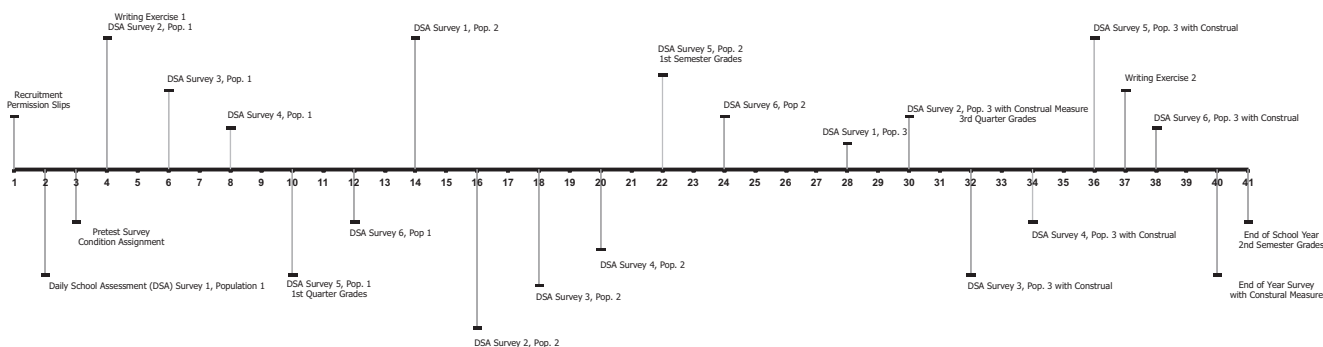 Writing Exercise 1
DSA Survey 2, Pop. 1
DSA Survey 1, Pop. 2
DSA Survey 5, Pop. 3 with Construal
DSA Survey 5, Pop. 2
1st Semester Grades
DSA Survey 3, Pop. 1
Writing Exercise 2
Recruitment
Permission Slips
DSA Survey 4, Pop. 1
DSA Survey 6, Pop 2
DSA Survey 2, Pop. 3 with Construal Measure
3rd Quarter Grades
DSA Survey 6, Pop. 3 with Construal
DSA Survey 1, Pop. 3
1 2 3 4 5 6 7 8 9 10 11 12 13 14 15 16 17 18 19 20 21 22 23 24 25 26 27 28 29 30 31 32 33 34 35 36 37 38 39 40 41
Pretest Survey
Condition Assignment
DSA Survey 6, Pop 1
DSA Survey 4, Pop. 3 with Construal
End of School Year
2nd Semester Grades
DSA Survey 4, Pop. 2
Daily School Assessment (DSA) Survey 1, Population 1
DSA Survey 5, Pop. 1
1st Quarter Grades
DSA Survey 3, Pop. 2
DSA Survey 3, Pop. 3 with Construal
End of Year Survey
with Constural Measure
DSA Survey 2, Pop. 2